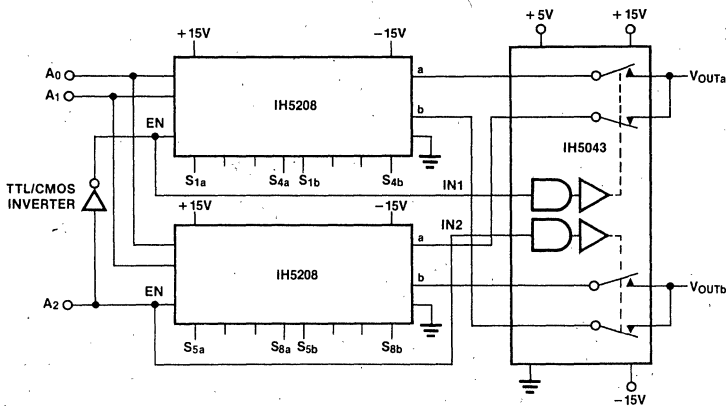 +5V +15V
+15V −15V
A0
A1
a
VOUTa
IH5208
b
EN
IH5043
S1a S4a S1b S4b
TTL/CMOS
INVERTER
IN1
+15V −15V
IN2
a
IH5208
b
VOUTb
EN
A2
S5a S8a S5b S8b
−15V